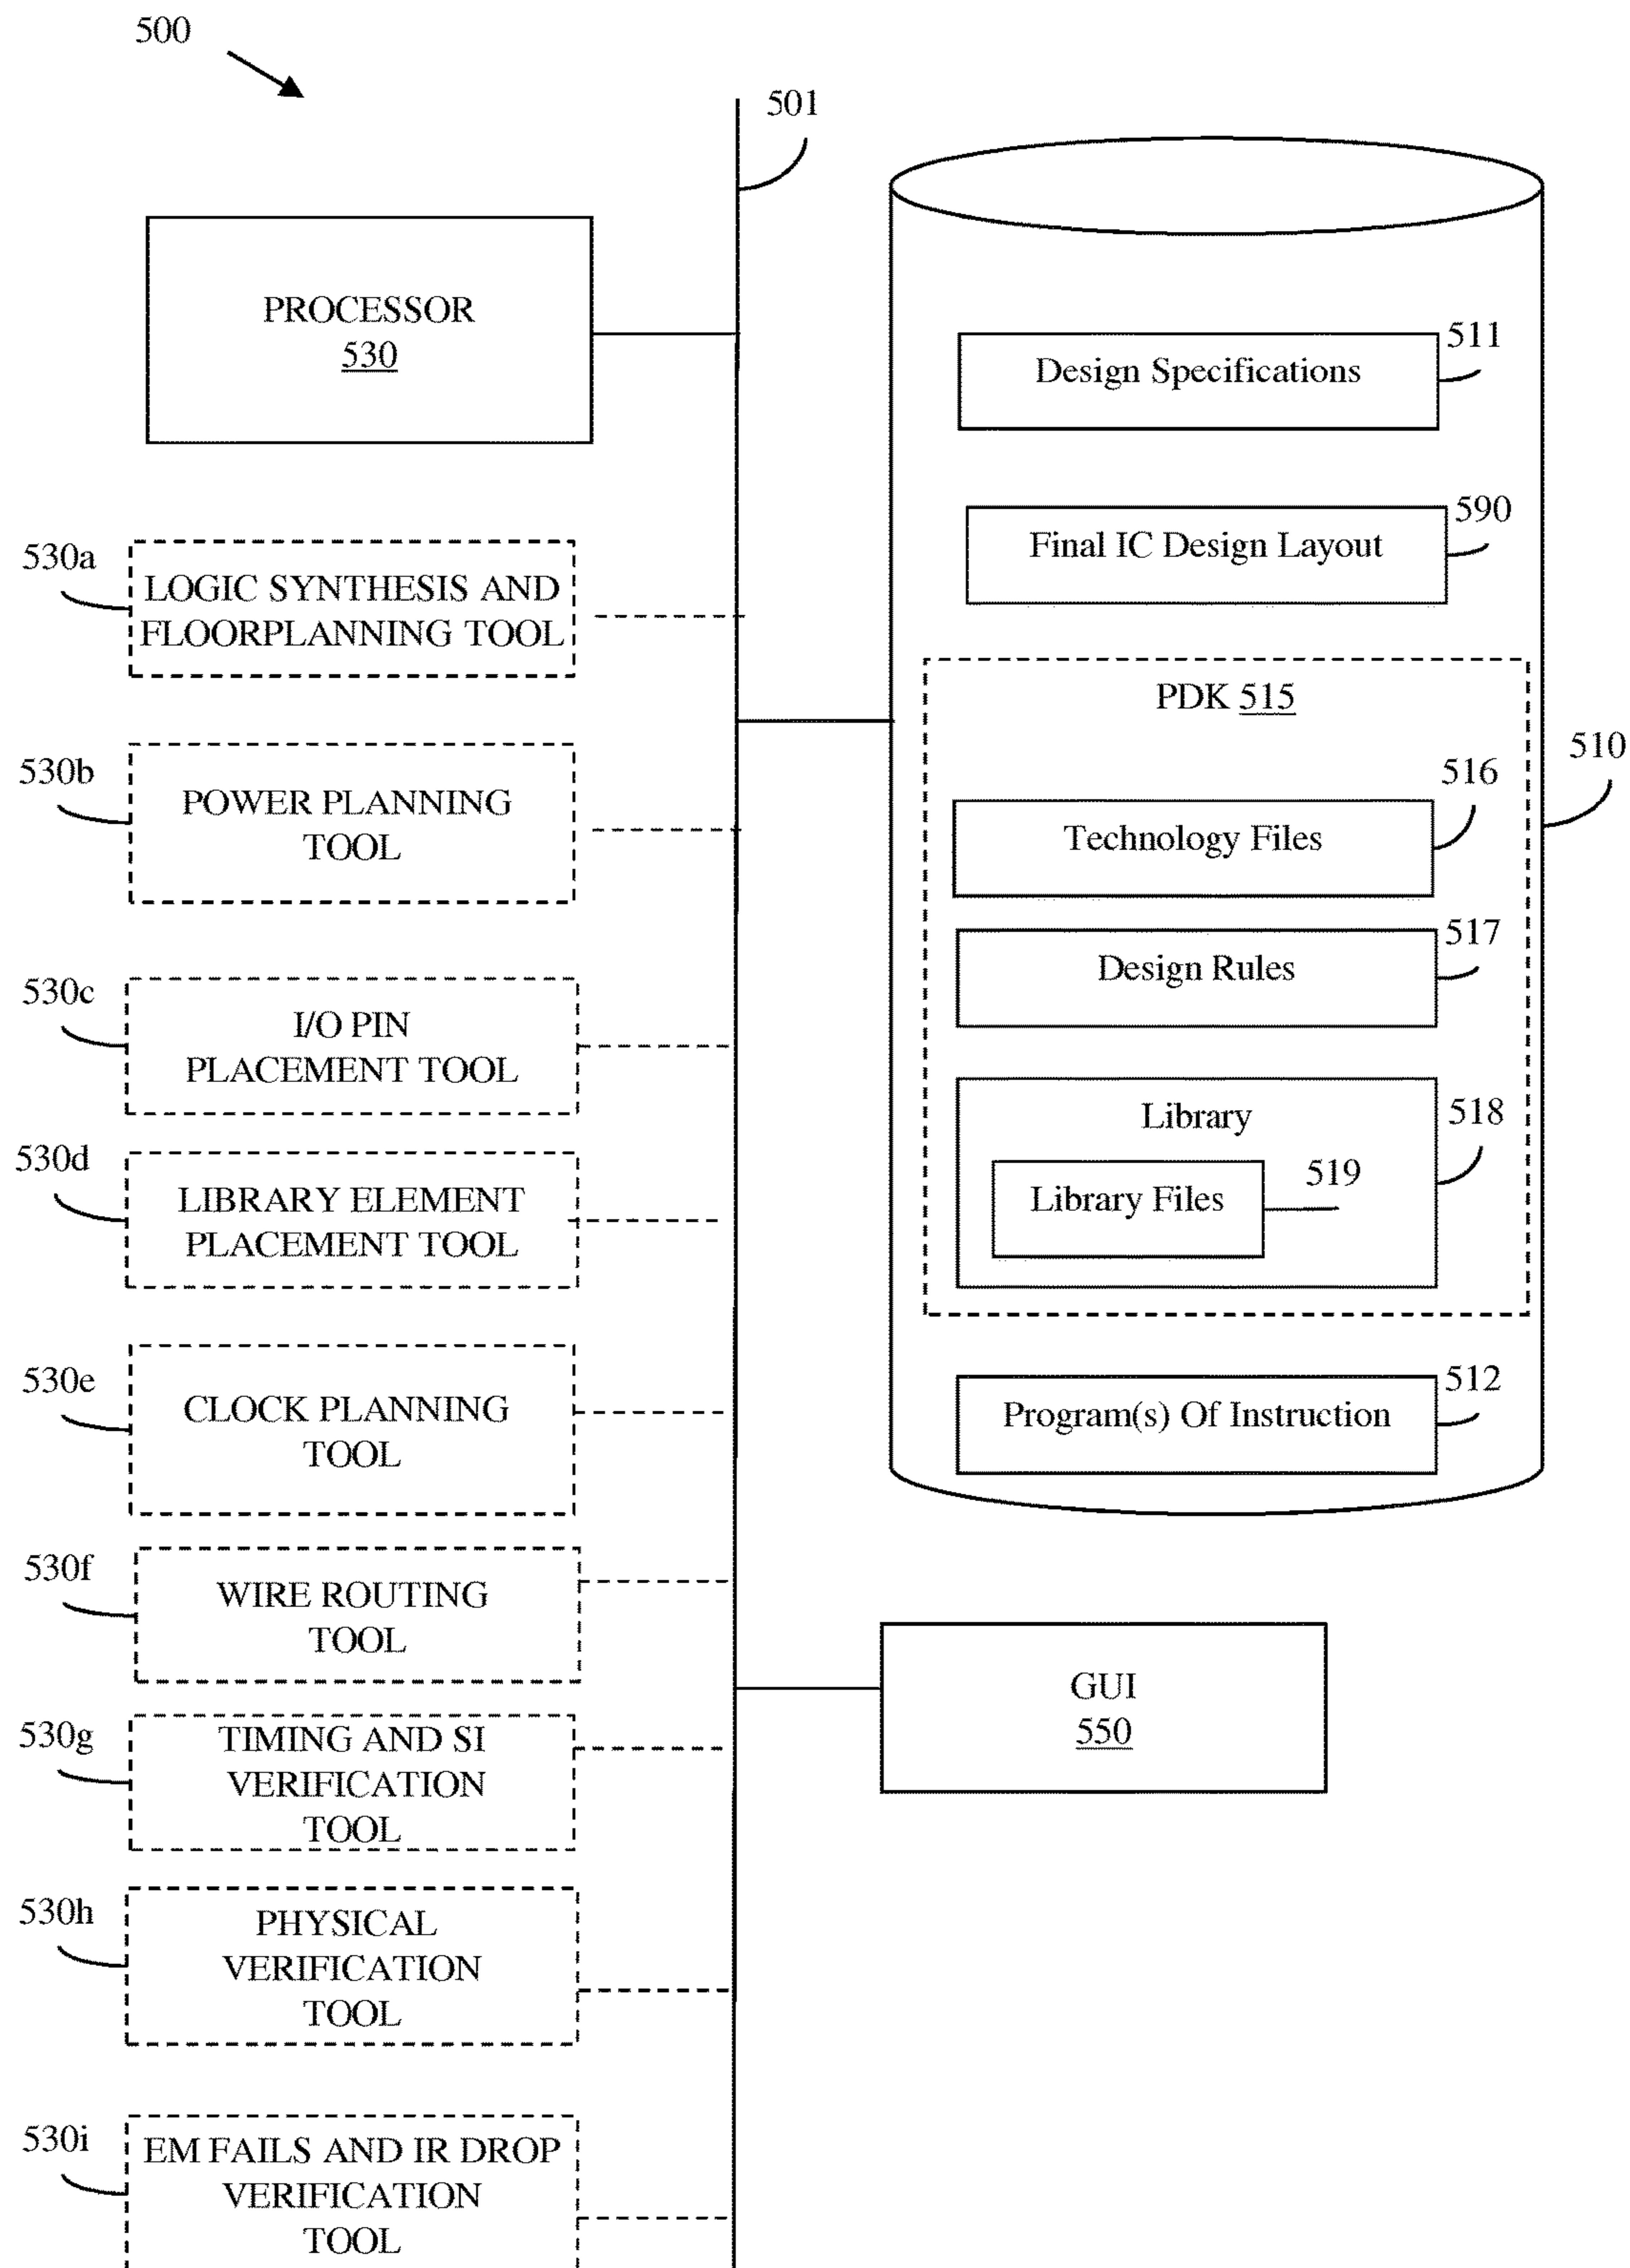 500
501
PROCESSOR
530
511
Design Specifications
590
Final IC Design Layout
530a
LOGIC SYNTHESIS AND
FLOORPLANNING TOOL
PDK 515
510
530b
POWER PLANNING
TOOL
516
Technology Files
517
Design Rules
530c
I/O PIN
PLACEMENT TOOL
518
Library
519
Library Files
530d
LIBRARY ELEMENT
PLACEMENT TOOL
530e
CLOCK PLANNING
TOOL
512
Program(s) Of Instruction
530f
WIRE ROUTING
TOOL
GUI
550
530g
TIMING AND SI
VERIFICATION
TOOL
530h
PHYSICAL
VERIFICATION
TOOL
530i
EM FAILS AND IR DROP
VERIFICATION
TOOL